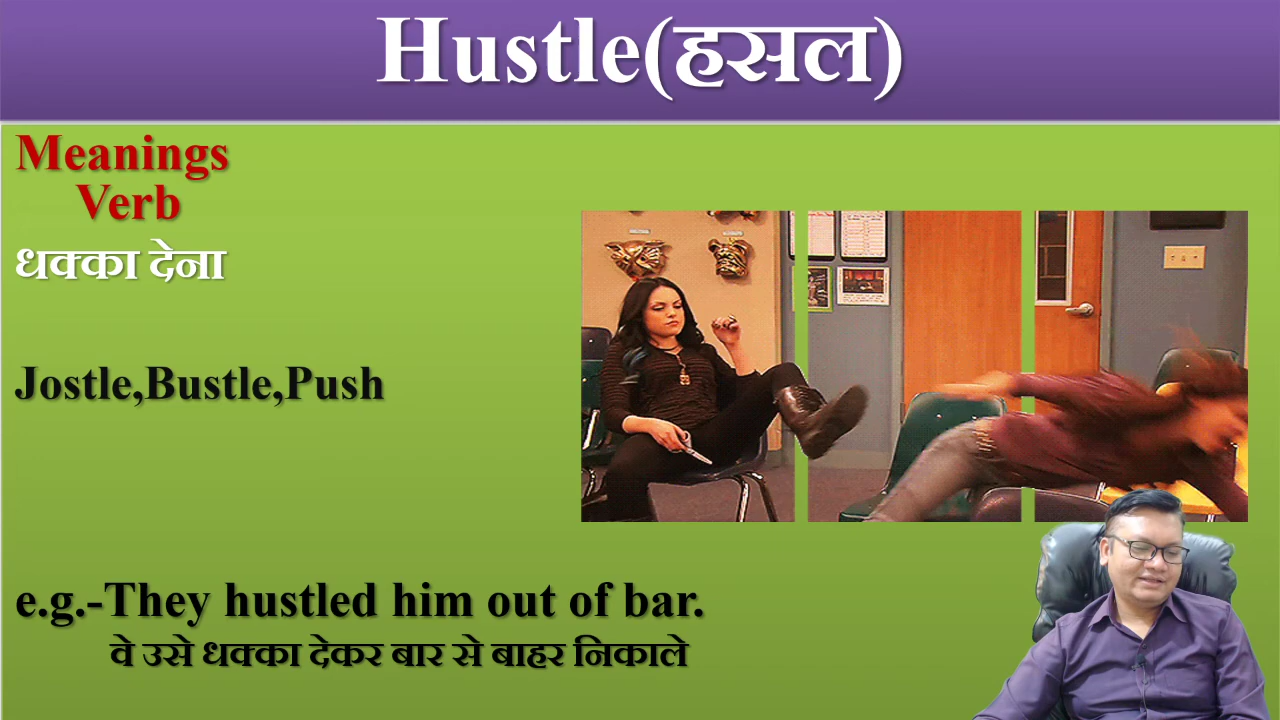 Hustle(हसल)
Meanings
Verb
धक्का देना
Jostle,Bustle,Push
e.g.-They hustled him out of bar.
वे उसे धक्का देकर बार से बाहर निकाले